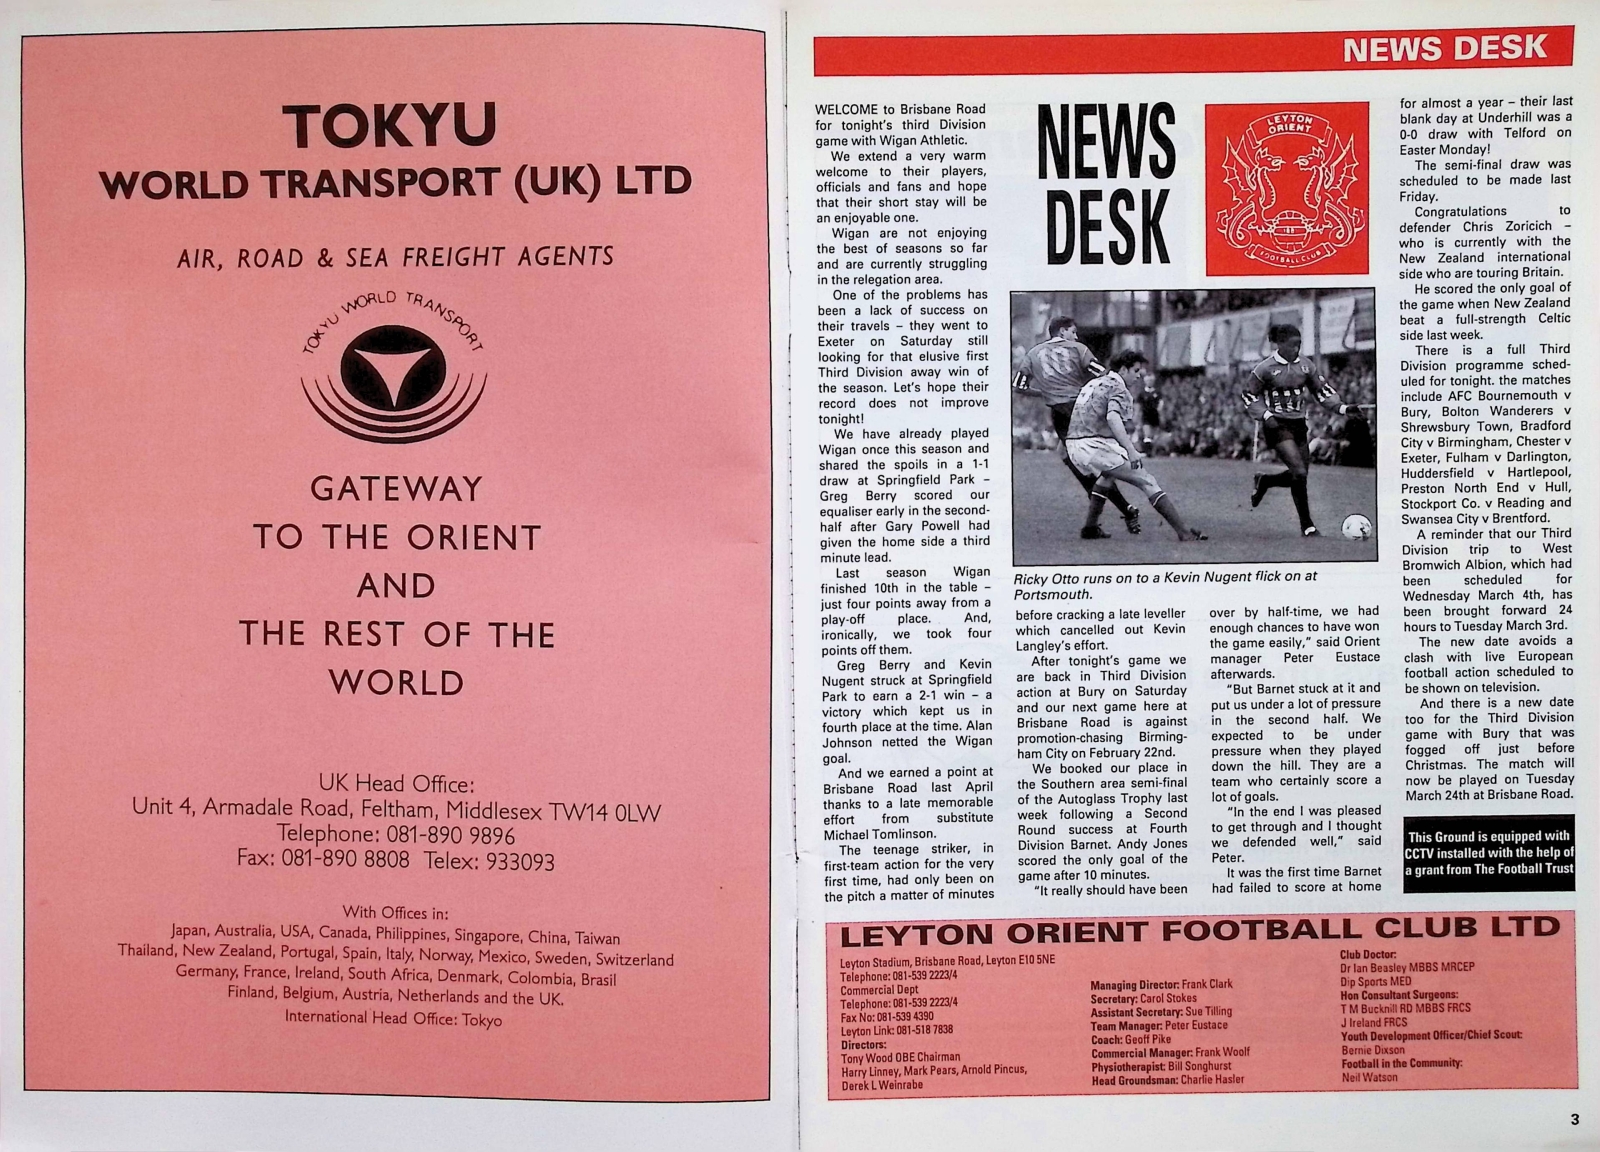 TOKYU
WORLD TRANSPORT (UK) LTD
AIR, ROAD & SEA FREIGHT AGENTS
TOKYU WORLD TRANSPORT
GATEWAY
TO THE ORIENT
AND
THE REST OF THE
WORLD
UK Head Office:
Unit 4, Armadale Road, Feltham, Middlesex TW14 0LW
Telephone: 081-890 9896
Fax: 081-890 8808 Telex: 933093
With Offices in:
Japan, Australia, USA, Canada, Philippines, Singapore, China, Taiwan
Thailand, New Zealand, Portugal, Spain, Italy, Norway, Mexico, Sweden, Switzerland
Germany, France, Ireland, South Africa, Denmark, Colombia, Brasil
Finland, Belgium, Austria, Netherlands and the UK.
International Head Office: Tokyo
NEWS DESK
WELCOME to Brisbane Road
for tonight's third Division
game with Wigan Athletic.
We extend a very warm
welcome to their players,
officials and fans and hope
that their short stay will be
an enjoyable one.
Wigan are not enjoying
the best of seasons so far
and are currently struggling
in the relegation area.
One of the problems has
been a lack of success on
their travels – they went to
Exeter on Saturday still
looking for that elusive first
Third Division away win of
the season. Let's hope their
record does not improve
tonight!
We have already played
Wigan once this season and
shared the spoils in a 1-1
draw at Springfield Park –
Greg Berry scored our
equaliser early in the second-
half after Gary Powell had
given the home side a third
minute lead.
Last season Wigan
finished 10th in the table –
just four points away from a
play-off place. And,
ironically, we took four
points off them.
Greg Berry and Kevin
Nugent struck at Springfield
Park to earn a 2-1 win – a
victory which kept us in
fourth place at the time. Alan
Johnson netted the Wigan
goal.
And we earned a point at
Brisbane Road last April
thanks to a late memorable
effort from substitute
Michael Tomlinson.
The teenage striker, in
first-team action for the very
first time, had only been on
the pitch a matter of minutes
NEWS
DESK
LEYTON
ORIENT
FOOTBALL CLUB
Ricky Otto runs on to a Kevin Nugent flick on at
Portsmouth.
before cracking a late leveller
which cancelled out Kevin
Langley's effort.
After tonight's game we
are back in Third Division
action at Bury on Saturday
and our next game here at
Brisbane Road is against
promotion-chasing Birming-
ham City on February 22nd.
We booked our place in
the Southern area semi-final
of the Autoglass Trophy last
week following a Second
Round success at Fourth
Division Barnet. Andy Jones
scored the only goal of the
game after 10 minutes.
"It really should have been
over by half-time, we had
enough chances to have won
the game easily," said Orient
manager Peter Eustace
afterwards.
"But Barnet stuck at it and
put us under a lot of pressure
in the second half. We
expected to be under
pressure when they played
down the hill. They are a
team who certainly score a
lot of goals.
"In the end I was pleased
to get through and I thought
we defended well," said
Peter.
It was the first time Barnet
had failed to score at home
for almost a year – their last
blank day at Underhill was a
0-0 draw with Telford on
Easter Monday!
The semi-final draw was
scheduled to be made last
Friday.
Congratulations to
defender Chris Zoricich –
who is currently with the
New Zealand international
side who are touring Britain.
He scored the only goal of
the game when New Zealand
beat a full-strength Celtic
side last week.
There is a full Third
Division programme sched-
uled for tonight. the matches
include AFC Bournemouth v
Bury, Bolton Wanderers v
Shrewsbury Town, Bradford
City v Birmingham, Chester v
Exeter, Fulham v Darlington,
Huddersfield v Hartlepool,
Preston North End v Hull,
Stockport Co. v Reading and
Swansea City v Brentford.
A reminder that our Third
Division trip to West
Bromwich Albion, which had
been scheduled for
Wednesday March 4th, has
been brought forward 24
hours to Tuesday March 3rd.
The new date avoids a
clash with live European
football action scheduled to
be shown on television.
And there is a new date
too for the Third Division
game with Bury that was
fogged off just before
Christmas. The match will
now be played on Tuesday
March 24th at Brisbane Road.
This Ground is equipped with
CCTV installed with the help of
a grant from The Football Trust
LEYTON ORIENT FOOTBALL CLUB LTD
Leyton Stadium, Brisbane Road, Leyton E10 5NE
Telephone: 081-539 2223/4
Commercial Dept
Telephone: 081-539 2223/4
Fax No: 081-539 4390
Leyton Link: 081-518 7838
Directors:
Tony Wood OBE Chairman
Harry Linney, Mark Pears, Arnold Pincus,
Derek L Weinrabe
Managing Director: Frank Clark
Secretary: Carol Stokes
Assistant Secretary: Sue Tilling
Team Manager: Peter Eustace
Coach: Geoff Pike
Commercial Manager: Frank Woolf
Physiotherapist: Bill Songhurst
Head Groundsman: Charlie Hasler
Club Doctor:
Dr Ian Beasley MBBS MRCEP
Dip Sports MED
Hon Consultant Surgeons:
T M Bucknill RD MBBS FRCS
J Ireland FRCS
Youth Development Officer/Chief Scout:
Bernie Dixson
Football in the Community:
Neil Watson
3